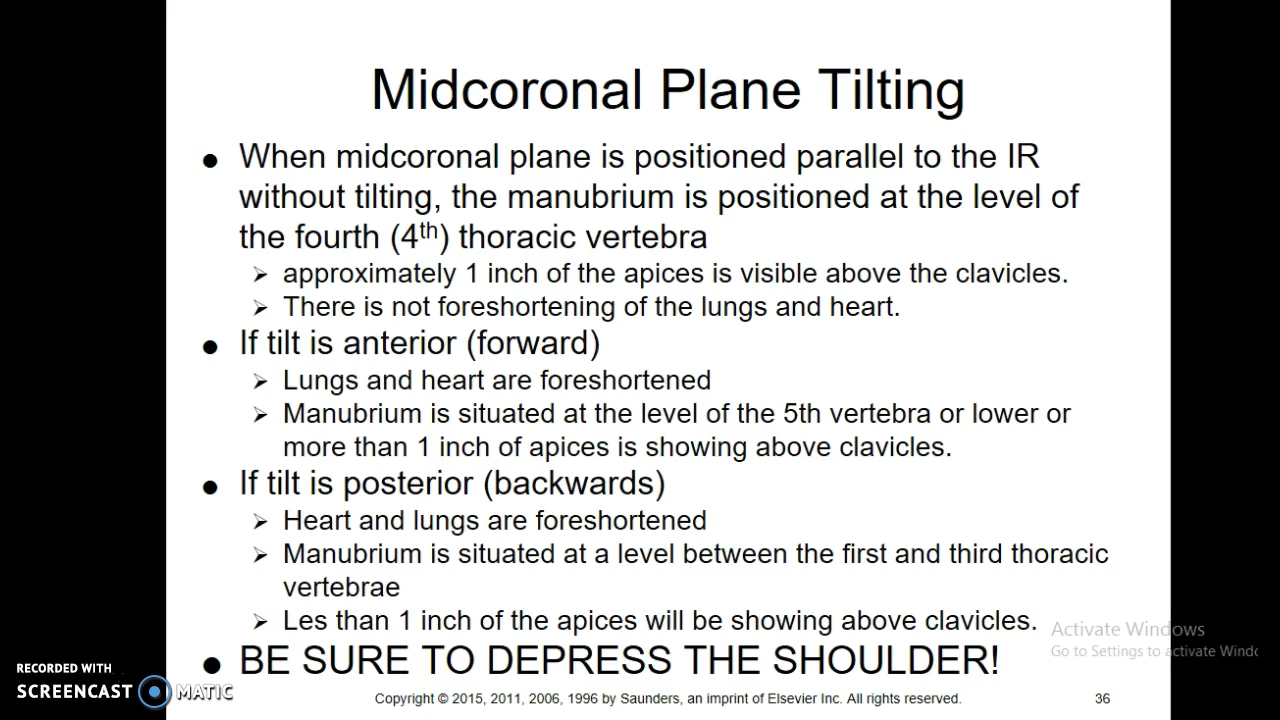 Midcoronal Plane Tilting
● When midcoronal plane is positioned parallel to the IR
without tilting, the manubrium is positioned at the level of
the fourth (4th) thoracic vertebra
➢ approximately 1 inch of the apices is visible above the clavicles.
➢ There is not foreshortening of the lungs and heart.
● If tilt is anterior (forward)
➢ Lungs and heart are foreshortened
➢ Manubrium is situated at the level of the 5th vertebra or lower or
more than 1 inch of apices is showing above clavicles.
● If tilt is posterior (backwards)
➢ Heart and lungs are foreshortened
➢ Manubrium is situated at a level between the first and third thoracic
vertebrae
➢ Les than 1 inch of the apices will be showing above clavicles.
● BE SURE TO DEPRESS THE SHOULDER!
Activate Windows
Go to Settings to activate Windo
RECORDED WITH
SCREENCAST MATIC
Copyright © 2015, 2011, 2006, 1996 by Saunders, an imprint of Elsevier Inc. All rights reserved.
36